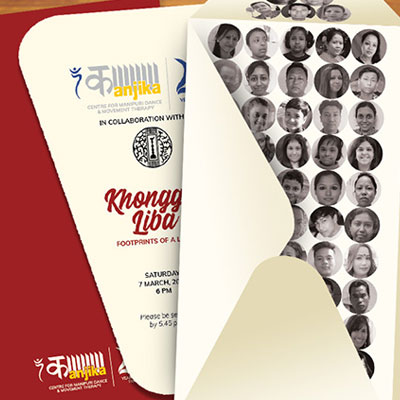 क anjika
CENTRE FOR MANIPURI DANCE
& MOVEMENT THERAPY
IN COLLABORATION WITH
Khongg
Liba
FOOTPRINTS OF A L
SATURDAY
7 MARCH, 20
6 PM
Please be se
by 5.45 p
क anjika
CENTRE FOR MANIPURI DANCE
& MOVEMENT THERAPY